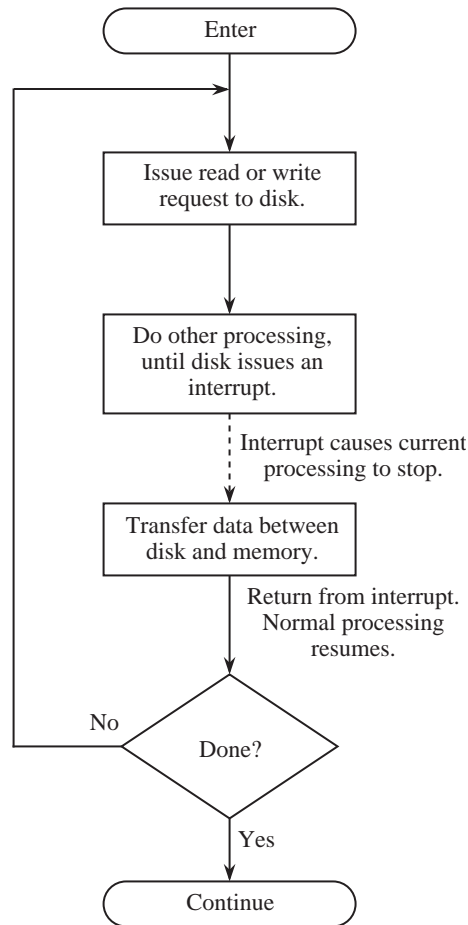 Enter
Issue read or write
request to disk.
Do other processing,
until disk issues an
interrupt.
Interrupt causes current
processing to stop.
Transfer data between
disk and memory.
Return from interrupt.
Normal processing
resumes.
No
Done?
Yes
Continue